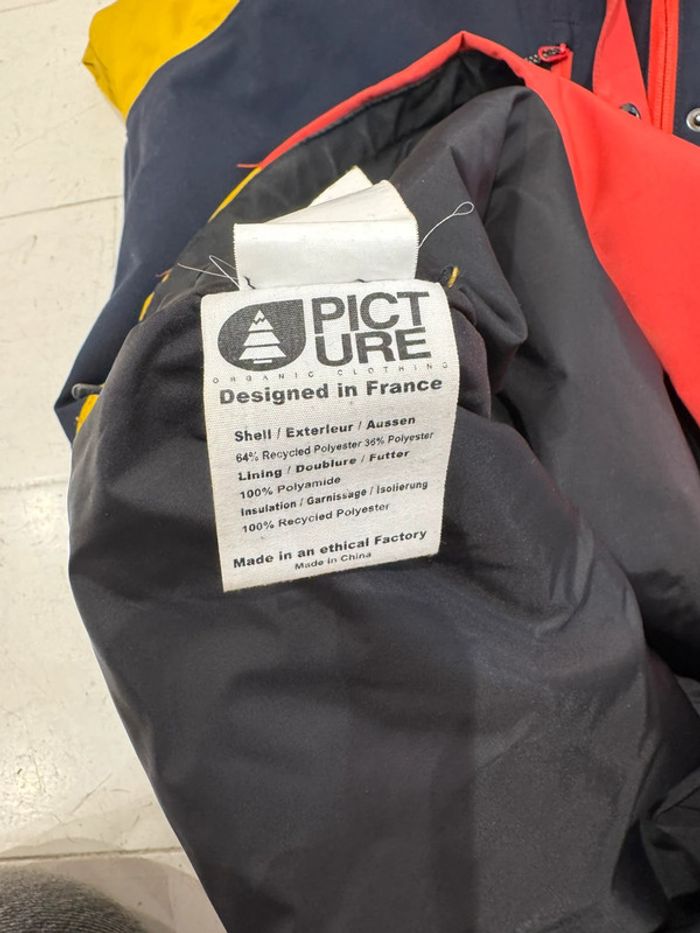 PICT
URE
ORGANIC CLOTHING
Designed in France
Shell / Exterieur / Aussen
64% Recycled Polyester 36% Polyester
Lining / Doublure / Futter
100% Polyamide
Insulation / Garnissage / Isolierung
100% Recycled Polyester
Made in an ethical Factory
Made in China